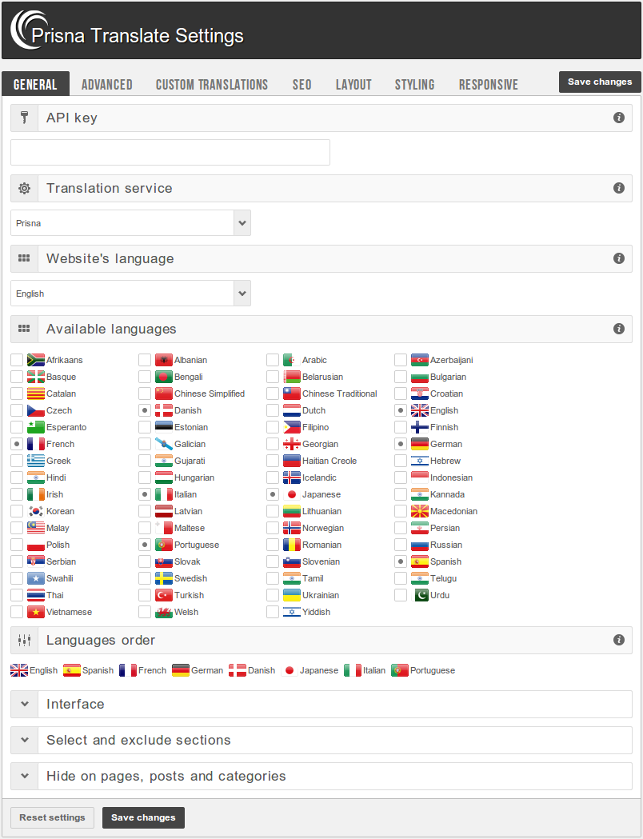 Prisna Translate Settings
GENERAL ADVANCED CUSTOM TRANSLATIONS SEO LAYOUT STYLING RESPONSIVE Save changes
API key
Translation service
Prisna
Website's language
English
Available languages
Afrikaans Albanian Arabic Azerbaijani
Basque Bengali Belarusian Bulgarian
Catalan Chinese Simplified Chinese Traditional Croatian
Czech Danish Dutch English
Esperanto Estonian Filipino Finnish
French Galician Georgian German
Greek Gujarati Haitian Creole Hebrew
Hindi Hungarian Icelandic Indonesian
Irish Italian Japanese Kannada
Korean Latvian Lithuanian Macedonian
Malay Maltese Norwegian Persian
Polish Portuguese Romanian Russian
Serbian Slovak Slovenian Spanish
Swahili Swedish Tamil Telugu
Thai Turkish Ukrainian Urdu
Vietnamese Welsh Yiddish
Languages order
English Spanish French German Danish Japanese Italian Portuguese
Interface
Select and exclude sections
Hide on pages, posts and categories
Reset settings Save changes